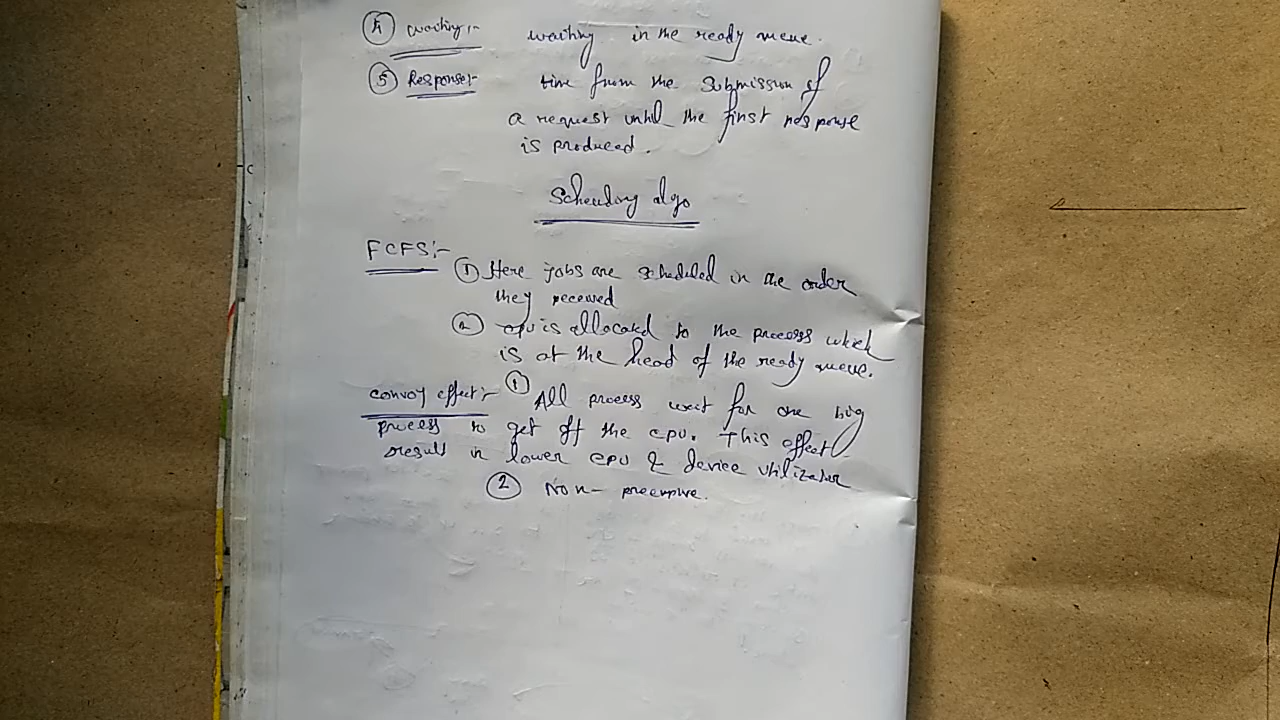 ④ waiting:- waiting in the ready queue.
⑤ Response:- time from the submission of
a request until the first response
is produced.
Scheduling algo
FCFS:-
① Here jobs are scheduled in the order
they received
② cpu is allocated to the process which
is at the head of the ready queue.
convoy effect:- ① All process wait for one big
process to get off the cpu. This effect
result in lower cpu & device utilization
② Non-preemptive.